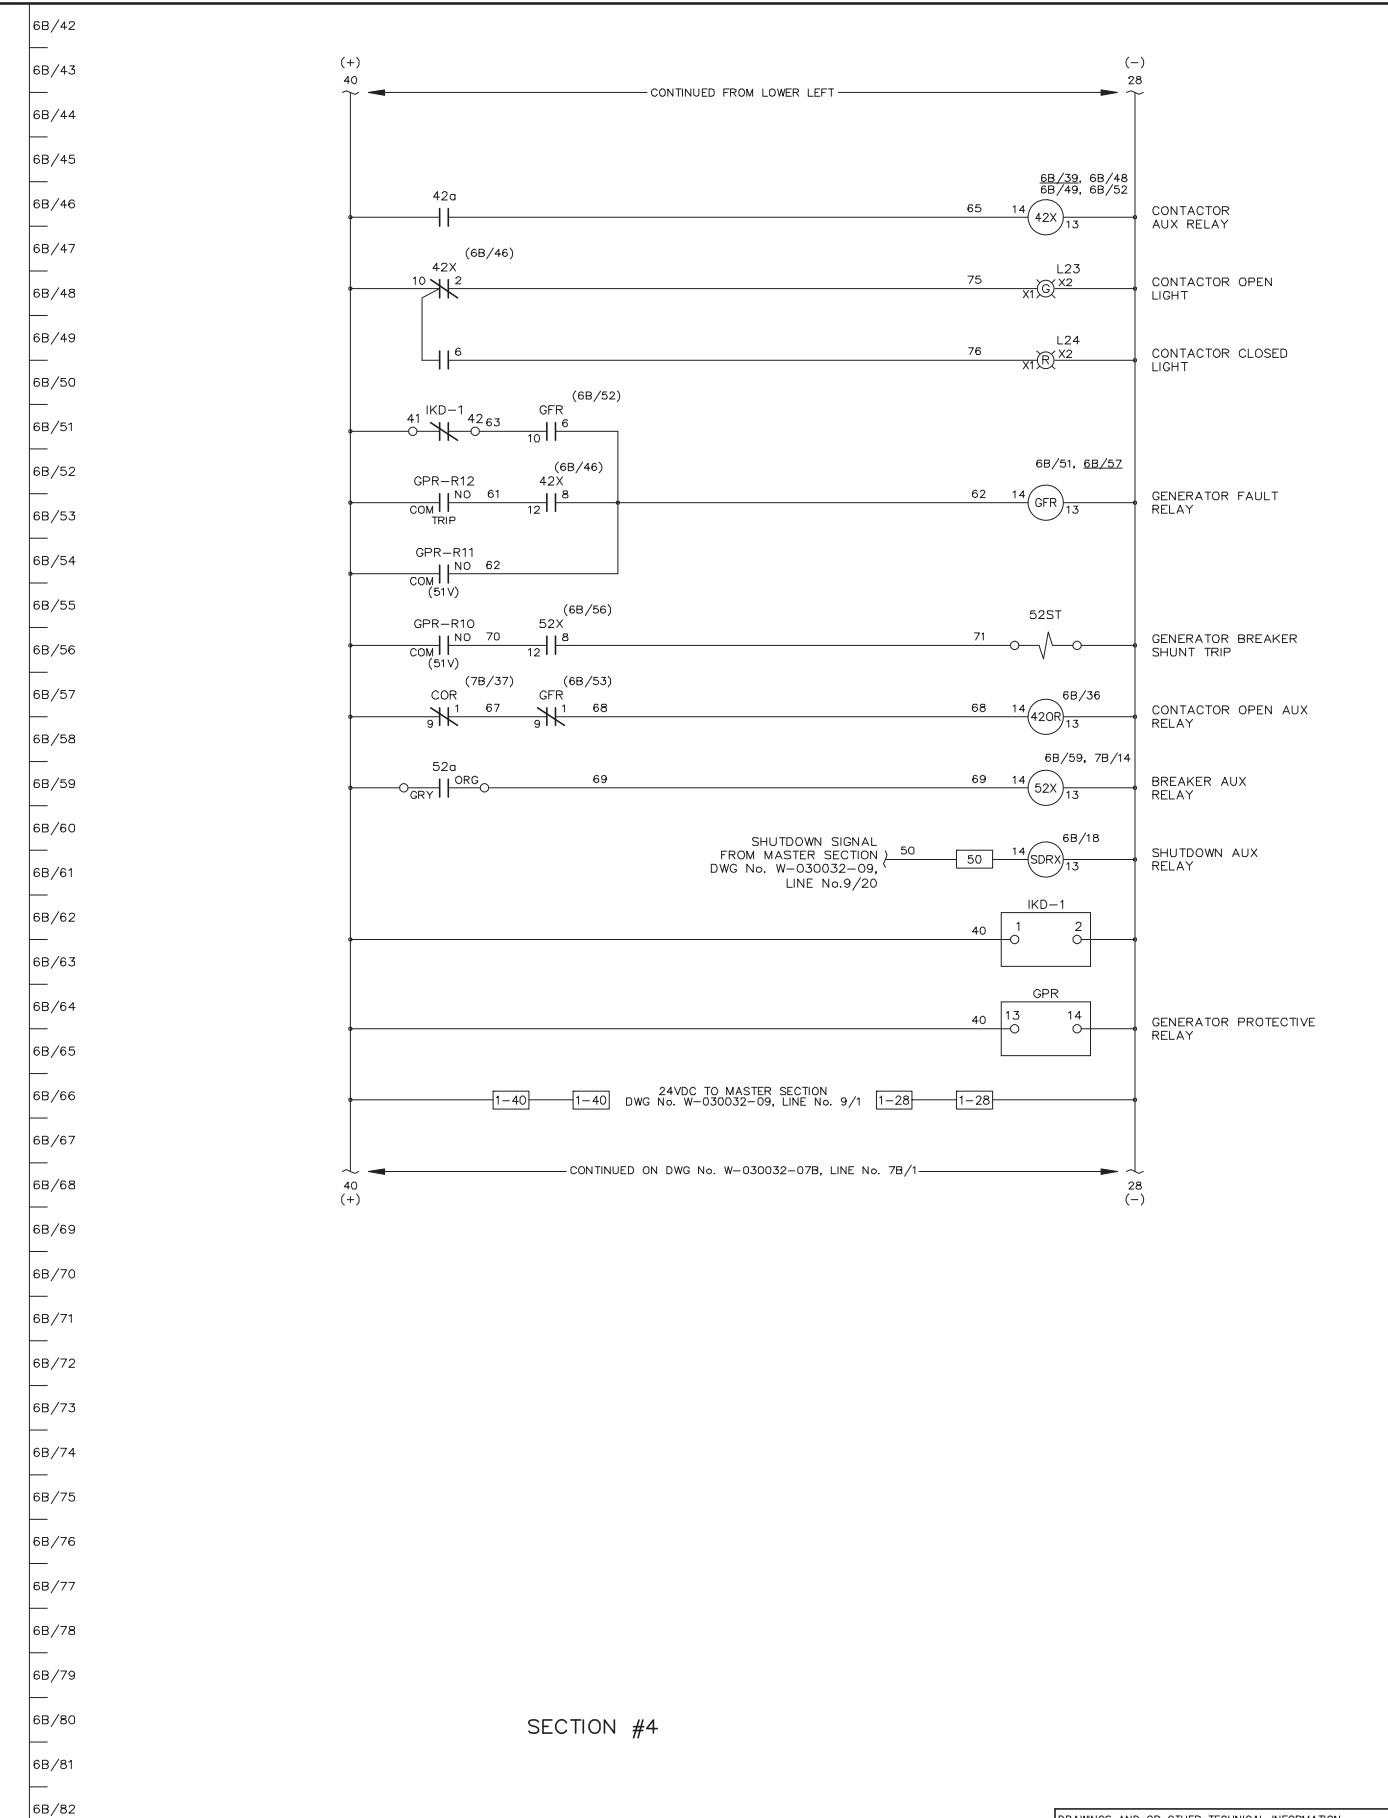 6B/42
6B/43
6B/44
6B/45
6B/46
6B/47
6B/48
6B/49
6B/50
6B/51
6B/52
6B/53
6B/54
6B/55
6B/56
6B/57
6B/58
6B/59
6B/60
6B/61
6B/62
6B/63
6B/64
6B/65
6B/66
6B/67
6B/68
6B/69
6B/70
6B/71
6B/72
6B/73
6B/74
6B/75
6B/76
6B/77
6B/78
6B/79
6B/80
6B/81
6B/82
(+) (-)
40 28
CONTINUED FROM LOWER LEFT
6B/39, 6B/48
6B/49, 6B/52
42a 65 14 42X 13
CONTACTOR
AUX RELAY
(6B/46)
42X L23
10 2 75 X1 G X2
CONTACTOR OPEN
LIGHT
L24
6 76 X1 R X2
CONTACTOR CLOSED
LIGHT
(6B/52)
IKD-1 GFR
41 42 63 10 6
(6B/46) 6B/51, 6B/57
GPR-R12 42X
COM NO 61 12 8 62 14 GFR 13
TRIP
GENERATOR FAULT
RELAY
GPR-R11
COM NO 62
(51V)
(6B/56)
GPR-R10 52X 52ST
COM NO 70 12 8 71
(51V)
GENERATOR BREAKER
SHUNT TRIP
(7B/37) (6B/53)
COR GFR 6B/36
9 1 67 9 1 68 68 14 42OR 13
CONTACTOR OPEN AUX
RELAY
6B/59, 7B/14
52a
GRY ORG 69 69 14 52X 13
BREAKER AUX
RELAY
SHUTDOWN SIGNAL
FROM MASTER SECTION
DWG No. W-030032-09,
LINE No.9/20
6B/18
50 50 14 SDRX 13
SHUTDOWN AUX
RELAY
IKD-1
40 1 2
GPR
40 13 14
GENERATOR PROTECTIVE
RELAY
24VDC TO MASTER SECTION
1-40 1-40 DWG No. W-030032-09, LINE No. 9/1 1-28 1-28
CONTINUED ON DWG No. W-030032-07B, LINE No. 7B/1
40 28
(+) (-)
SECTION #4
DRAWINGS AND OR OTHER TECHNICAL INFORMATION